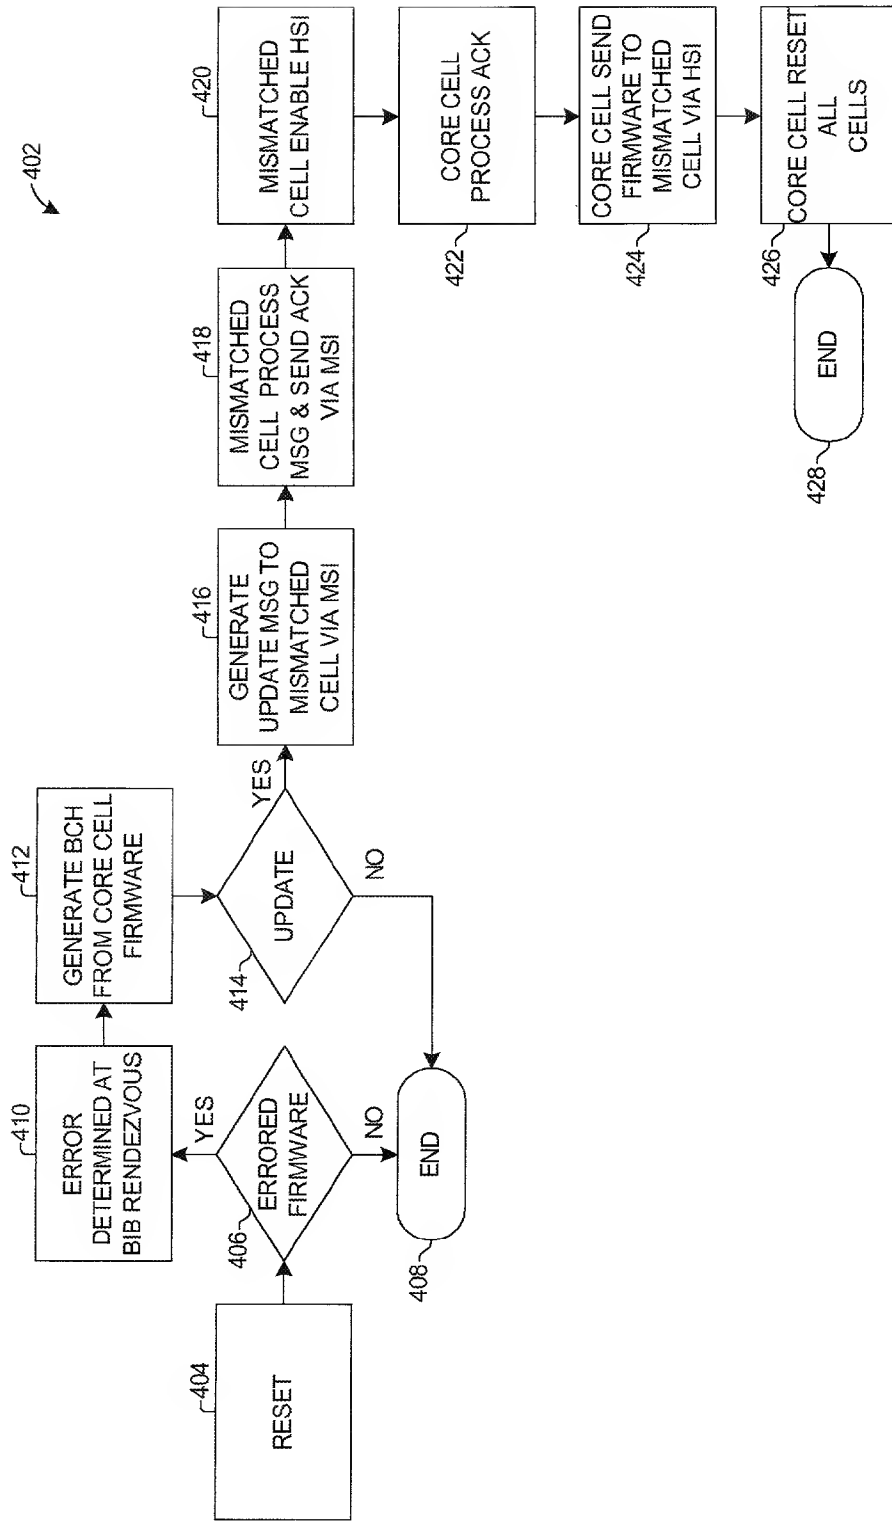 402
404
RESET
406
ERRORED
FIRMWARE
YES
NO
408
END
410
ERROR
DETERMINED AT
BIB RENDEZVOUS
412
GENERATE BCH
FROM CORE CELL
FIRMWARE
414
UPDATE
YES
NO
416
GENERATE
UPDATE MSG TO
MISMATCHED
CELL VIA MSI
418
MISMATCHED
CELL PROCESS
MSG & SEND ACK
VIA MSI
420
MISMATCHED
CELL ENABLE HSI
422
CORE CELL
PROCESS ACK
424
CORE CELL SEND
FIRMWARE TO
MISMATCHED
CELL VIA HSI
426
CORE CELL RESET
ALL
CELLS
428
END